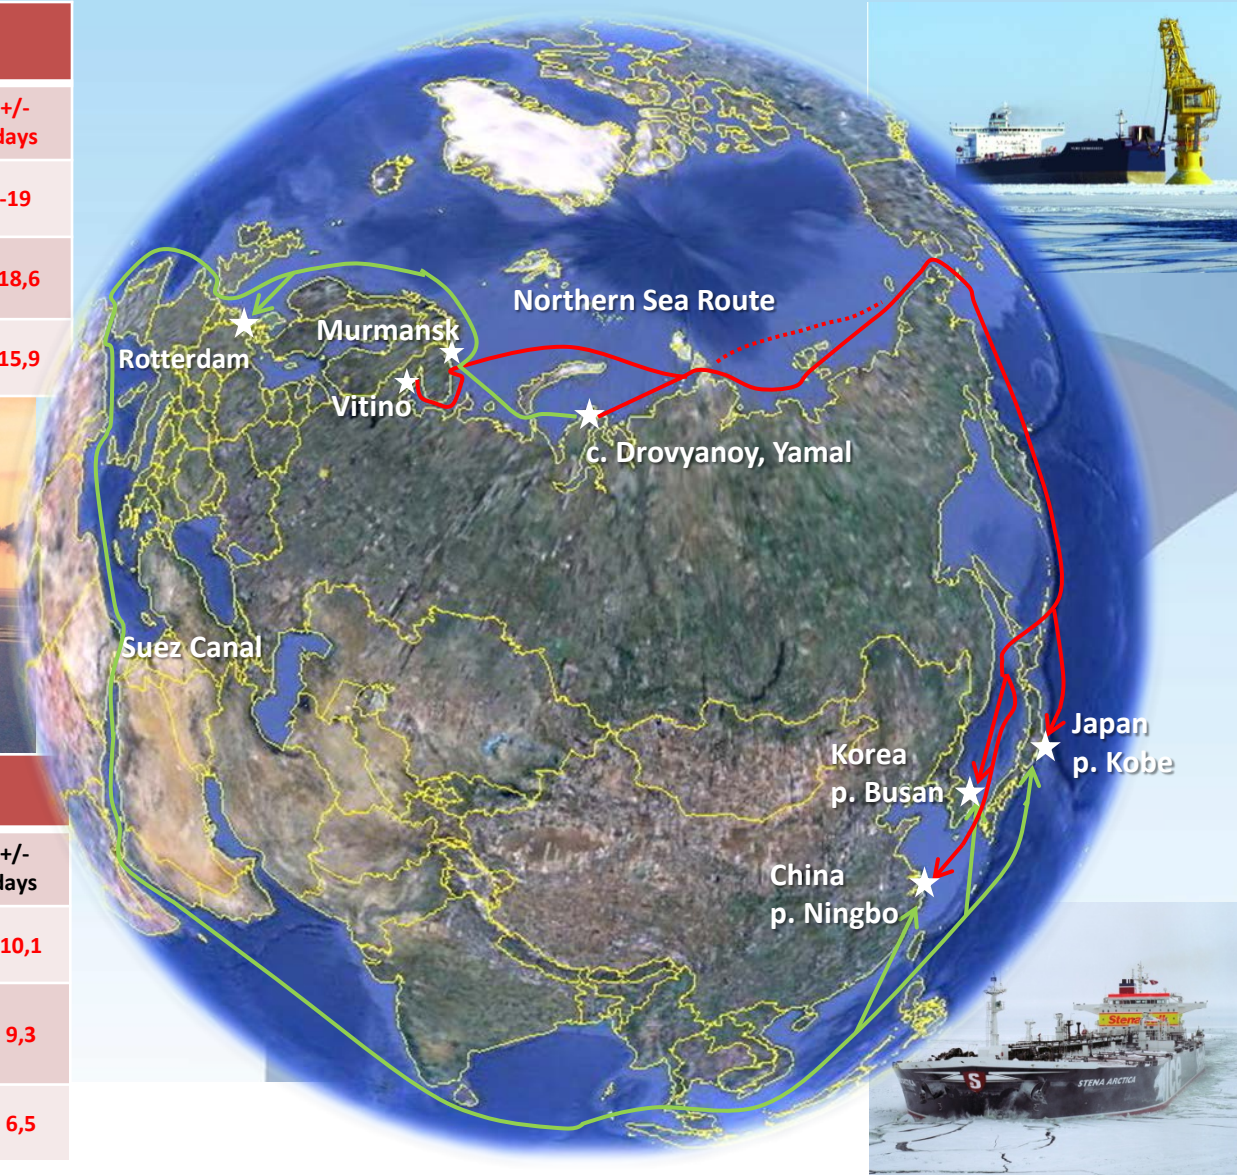 +/-
days
-19
18,6
15,9
Northern Sea Route
Murmansk
Rotterdam
Vitino
c. Drovyanoy, Yamal
Suez Canal
Japan
p. Kobe
Korea
p. Busan
China
p. Ningbo
+/-
days
10,1
9,3
6,5
Stena
S
STENA ARCTICA